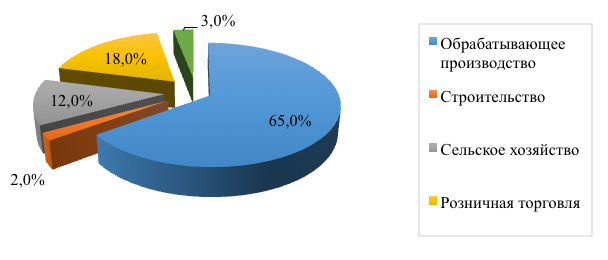 3,0%
18,0%
12,0%
65,0%
2,0%
Обрабатывающее
производство
Строительство
Сельское хозяйство
Розничная торговля